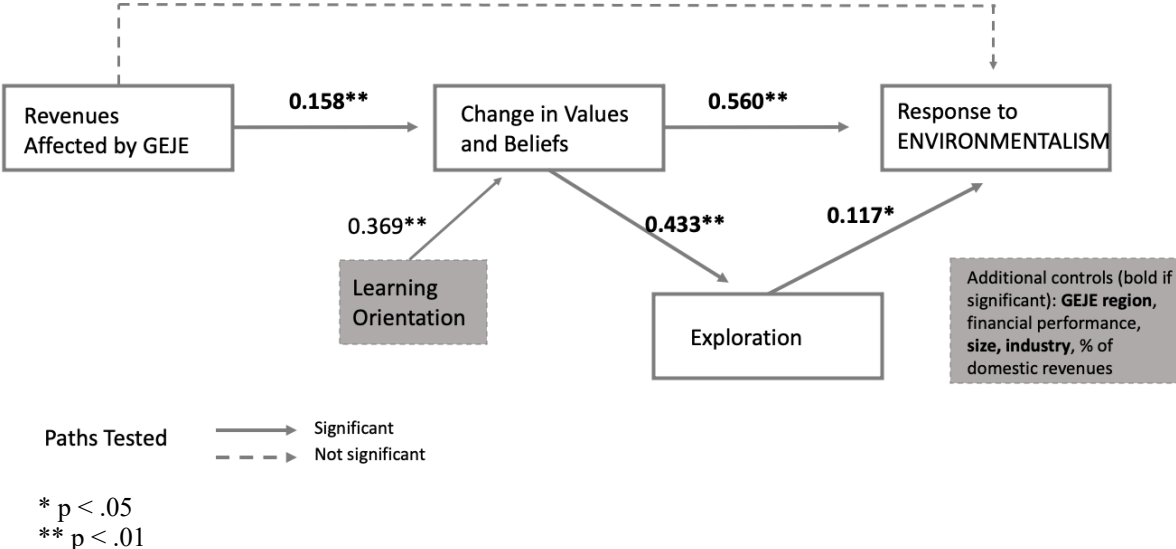 Revenues
Affected by GEJE
0.158**
Change in Values
and Beliefs
0.560**
Response to
ENVIRONMENTALISM
0.369**
0.433**
0.117*
Learning
Orientation
Exploration
Additional controls (bold if
significant): GEJE region,
financial performance,
size, industry, % of
domestic revenues
Paths Tested
Significant
Not significant
* p < .05
** p < .01